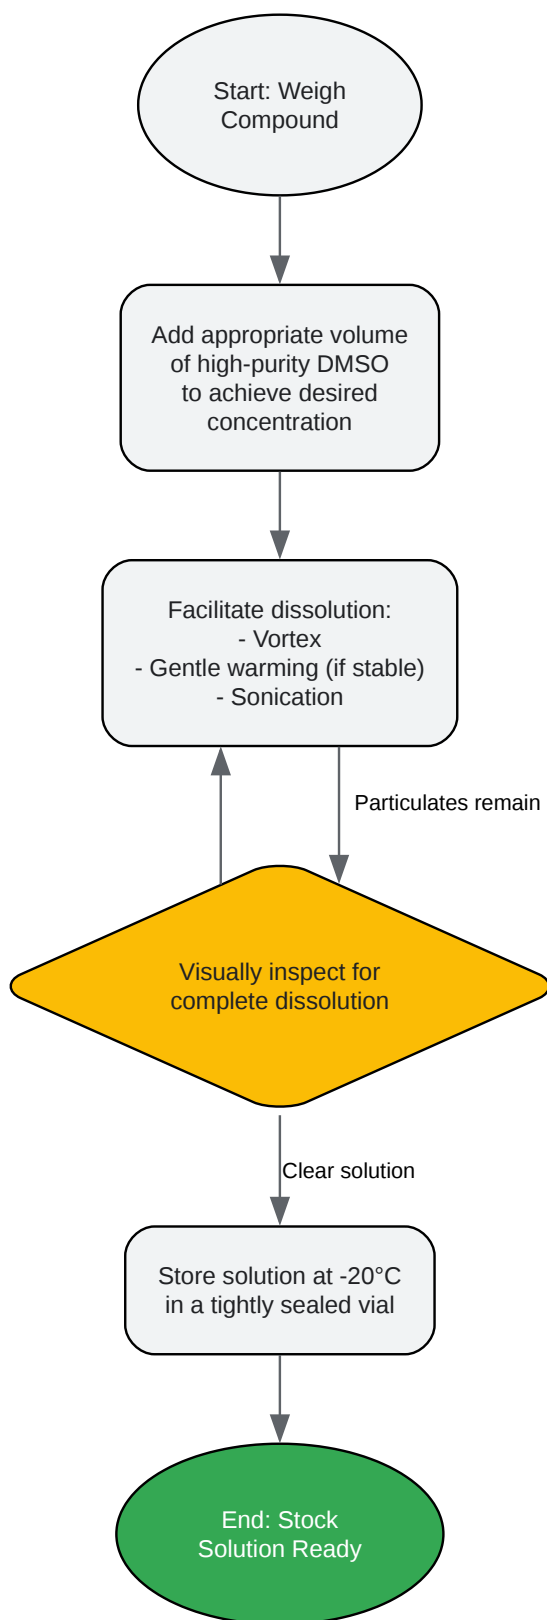 Start: Weigh
Compound
Add appropriate volume
of high-purity DMSO
to achieve desired
concentration
Facilitate dissolution:
- Vortex
- Gentle warming (if stable)
- Sonication
Particulates remain
Visually inspect for
complete dissolution
Clear solution
Store solution at -20°C
in a tightly sealed vial
End: Stock
Solution Ready